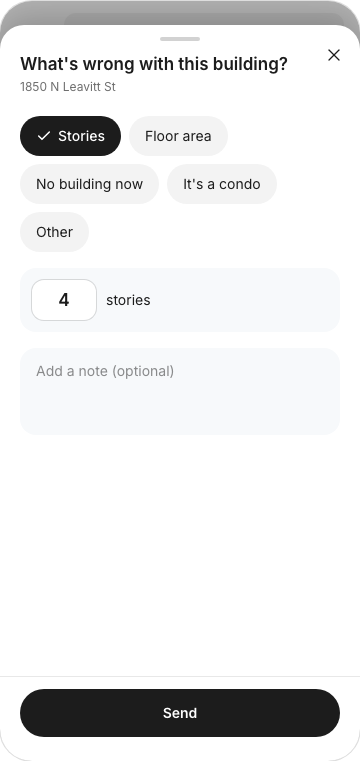 What's wrong with this building?
1850 N Leavitt St
Stories
Floor area
No building now
It's a condo
Other
4 stories
Add a note (optional)
Send